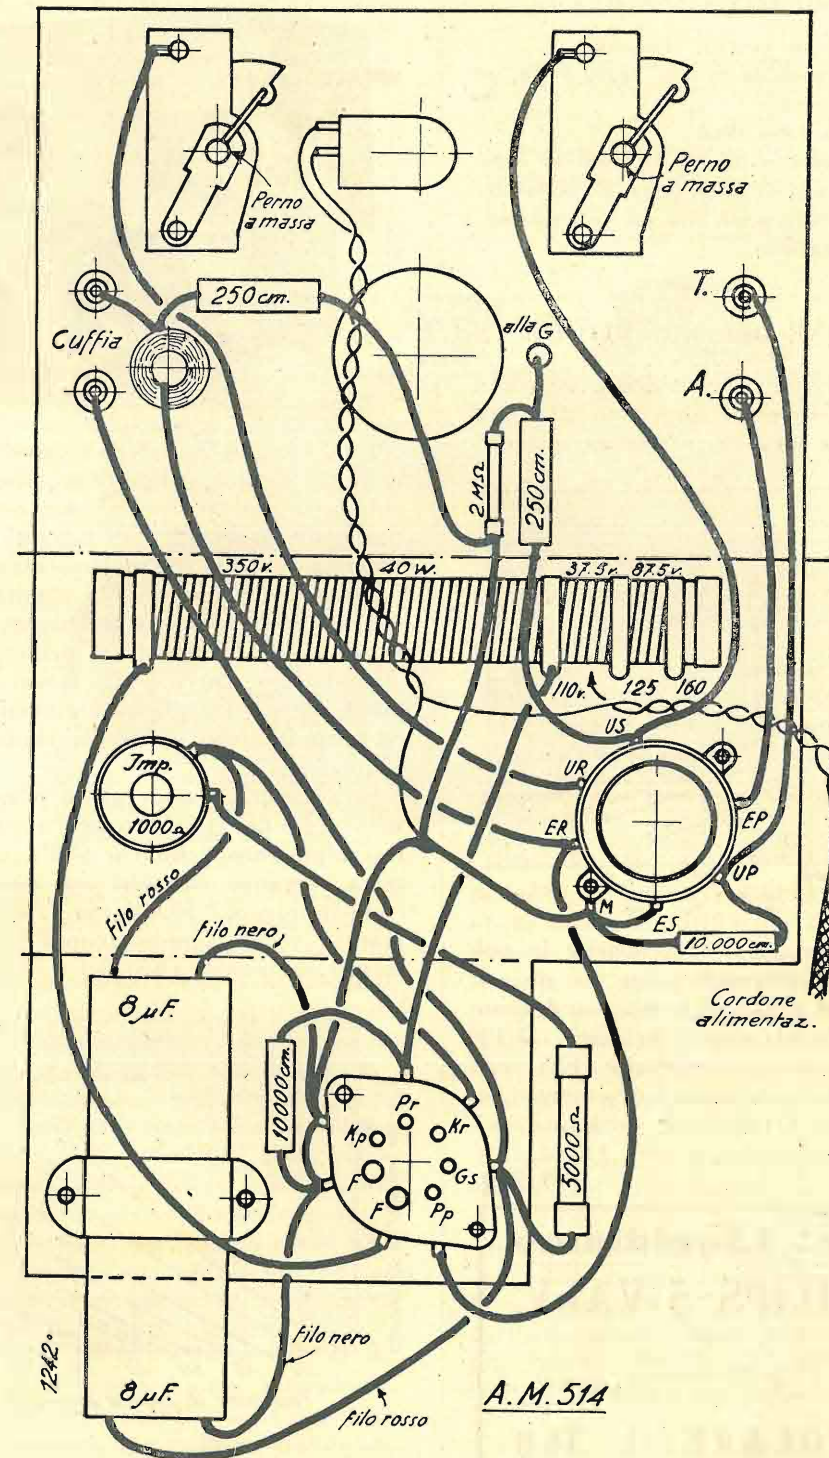 Perno
a massa
Perno
a massa
250 cm.
Cuffia
T.
A.
alla G
2 MΩ
250 cm.
350 v.
40 W.
37.5 v.
87.5 v.
110 v.
125
160
US
UR
ER
EP
UP
M
ES
10.000 cm.
Jmp.
1000 Ω
Filo rosso
filo nero
8 µF.
10000 cm.
Pr
Kp
Kr
F
Gs
F
Pp
5000 Ω
Cordone
alimentaz.
1242°
8 µF.
filo nero
filo rosso
A.M. 514